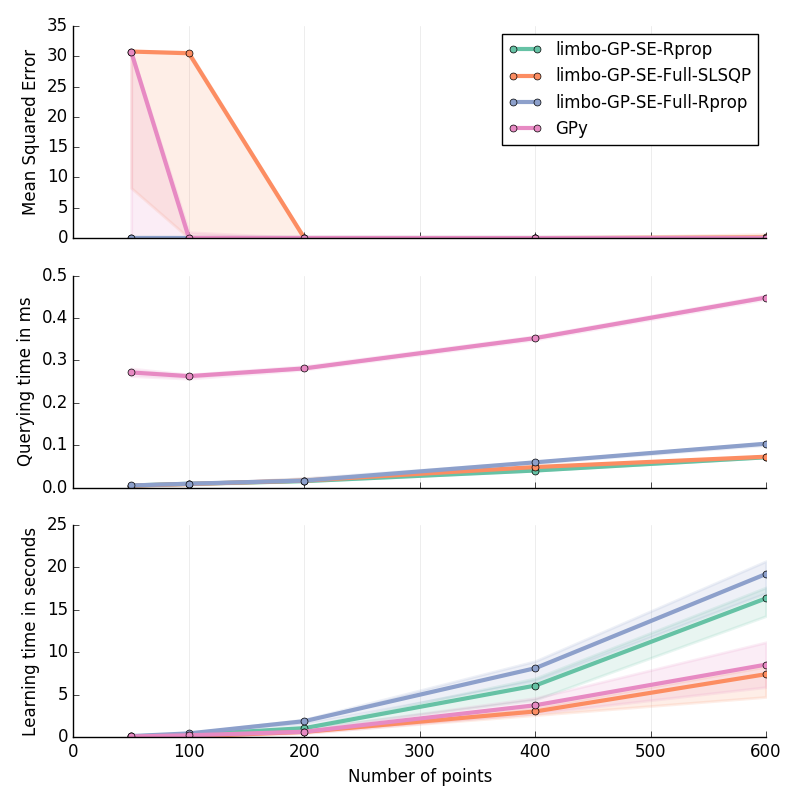 35
30
25
20
15
10
5
0
Mean Squared Error
limbo-GP-SE-Rprop
limbo-GP-SE-Full-SLSQP
limbo-GP-SE-Full-Rprop
GPy
0.5
0.4
0.3
0.2
0.1
0.0
Querying time in ms
25
20
15
10
5
0
Learning time in seconds
0 100 200 300 400 500 600
Number of points